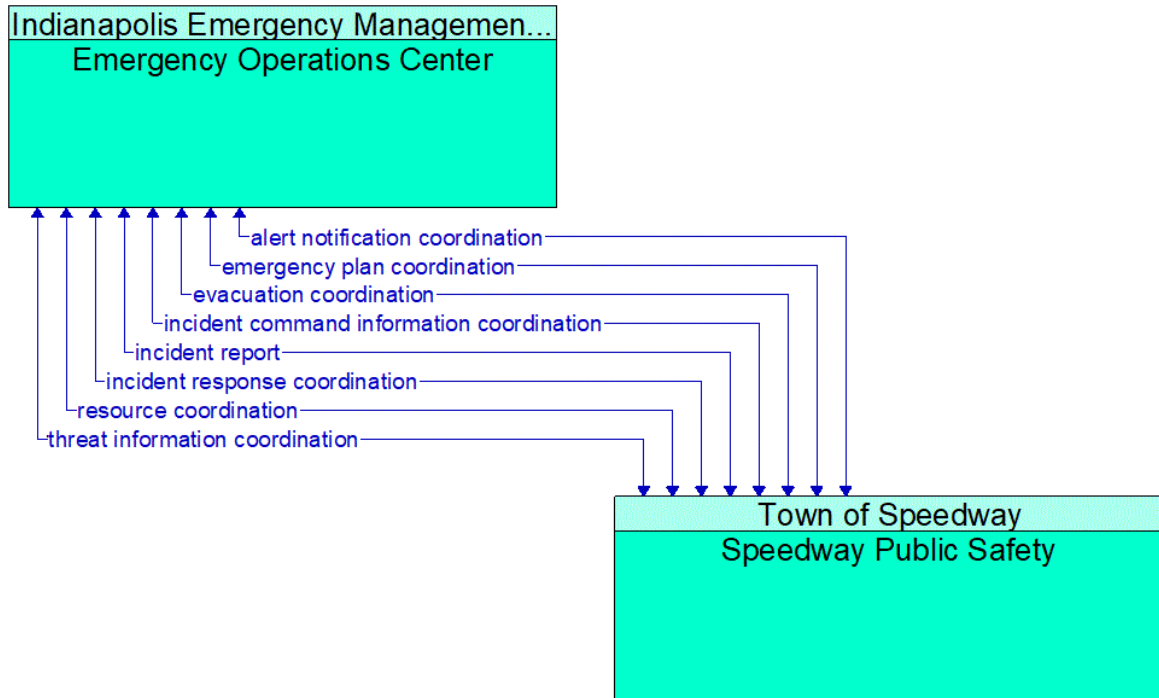 Indianapolis Emergency Managemen...
Emergency Operations Center
alert notification coordination
emergency plan coordination
evacuation coordination
incident command information coordination
incident report
incident response coordination
resource coordination
threat information coordination
Town of Speedway
Speedway Public Safety